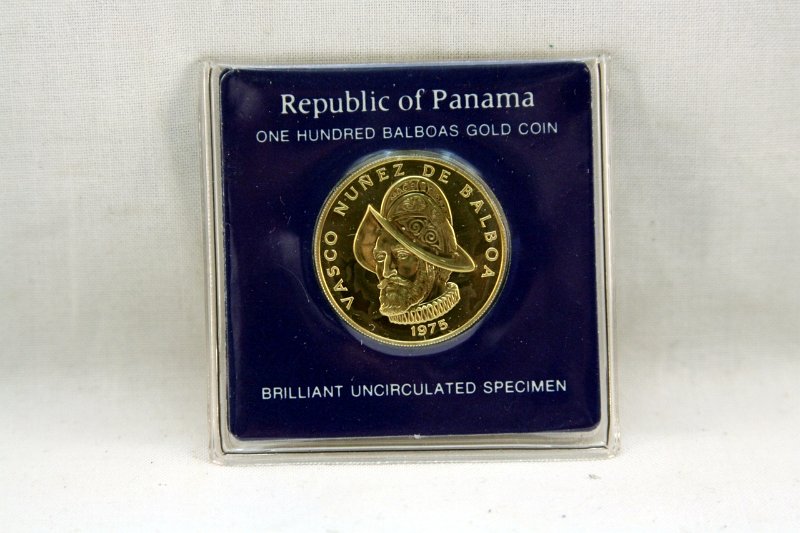 Republic of Panama
ONE HUNDRED BALBOAS GOLD COIN
VASCO NUÑEZ DE BALBOA
1975
BRILLIANT UNCIRCULATED SPECIMEN